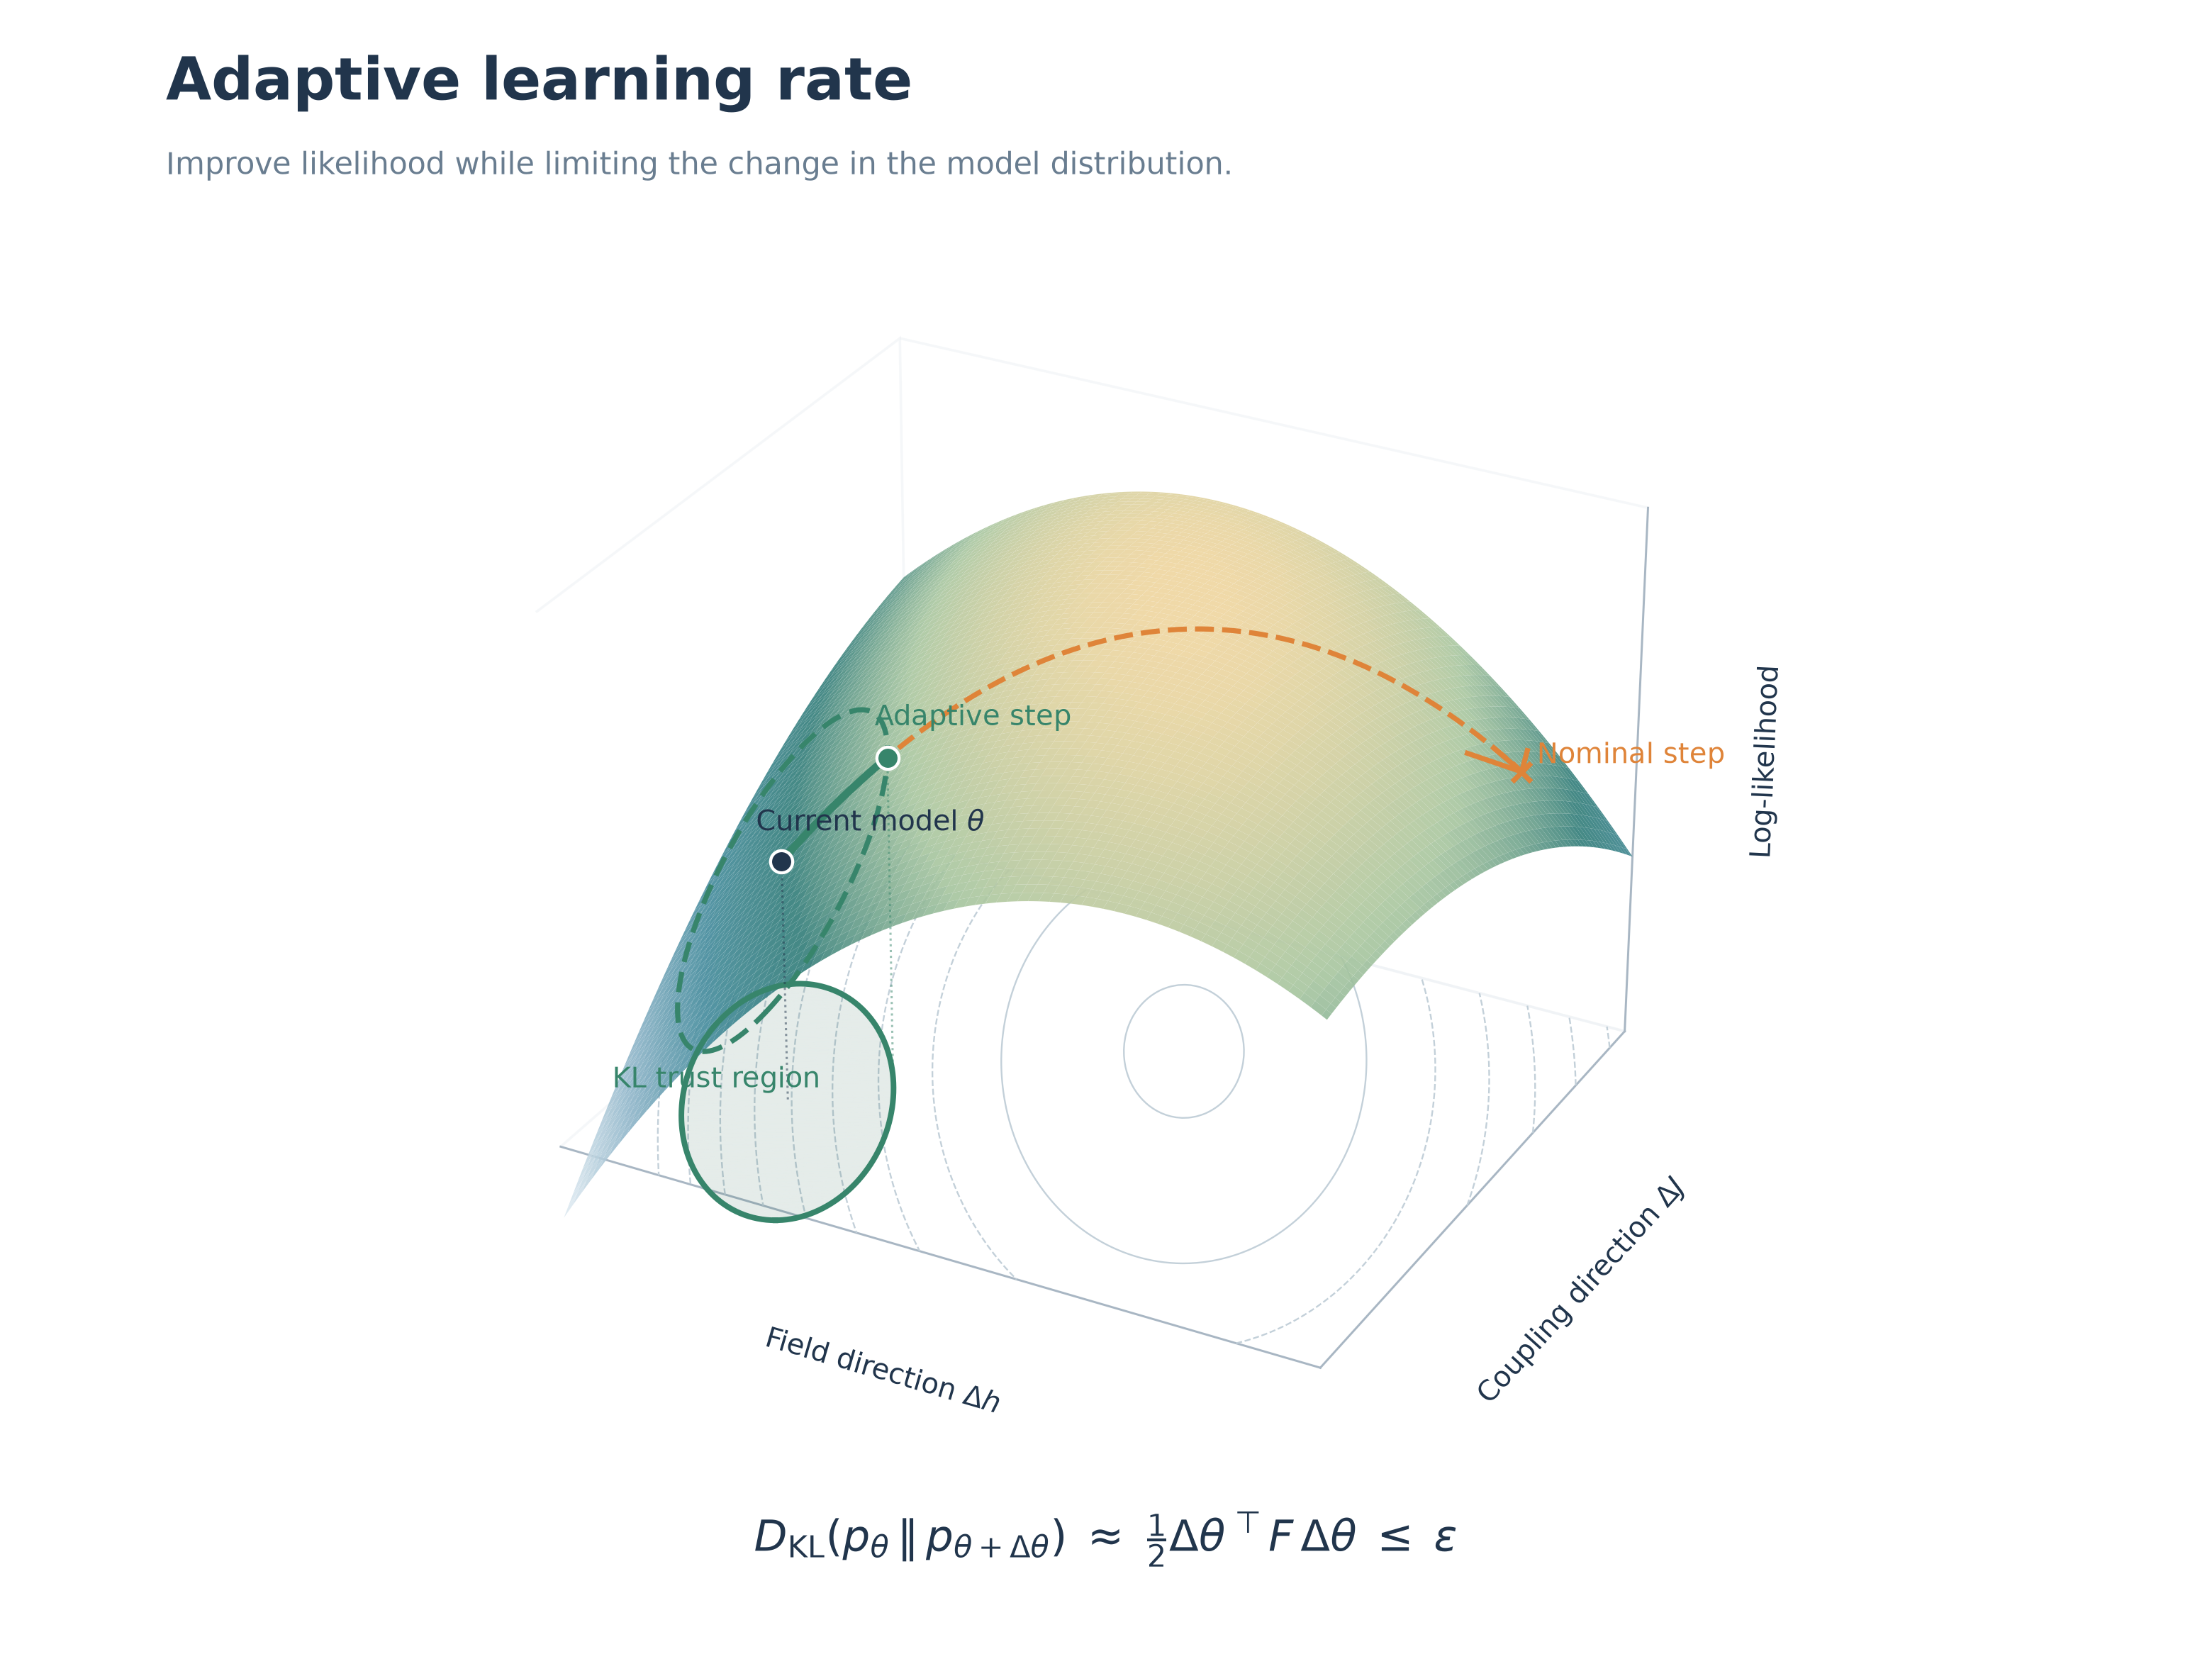 Adaptive learning rate
Improve likelihood while limiting the change in the model distribution.
Adaptive step
Nominal step
Log-likelihood
Current model θ
KL trust region
Coupling direction ΔJ
Field direction Δh
D_KL(p_θ ∥ p_{θ + Δθ}) ≈ ½Δθ^⊤ F Δθ ≤ ε